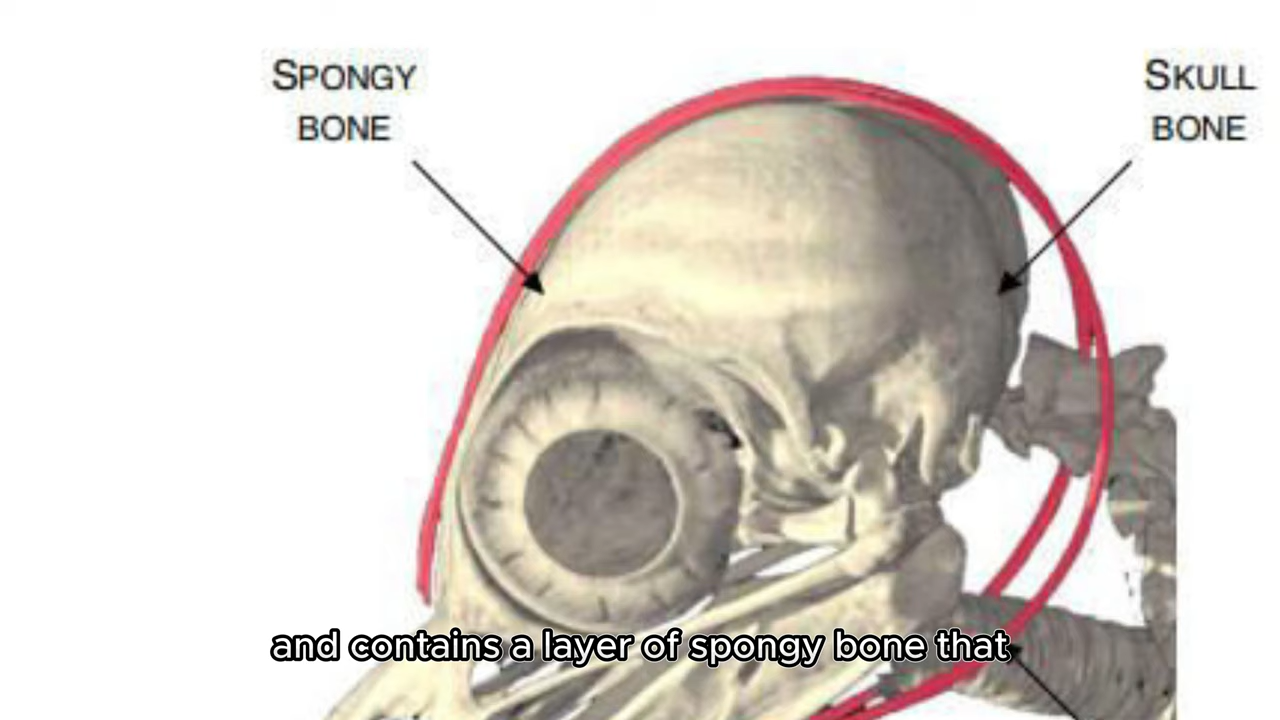 SPONGY
BONE
SKULL
BONE
and contains a layer of spongy bone that